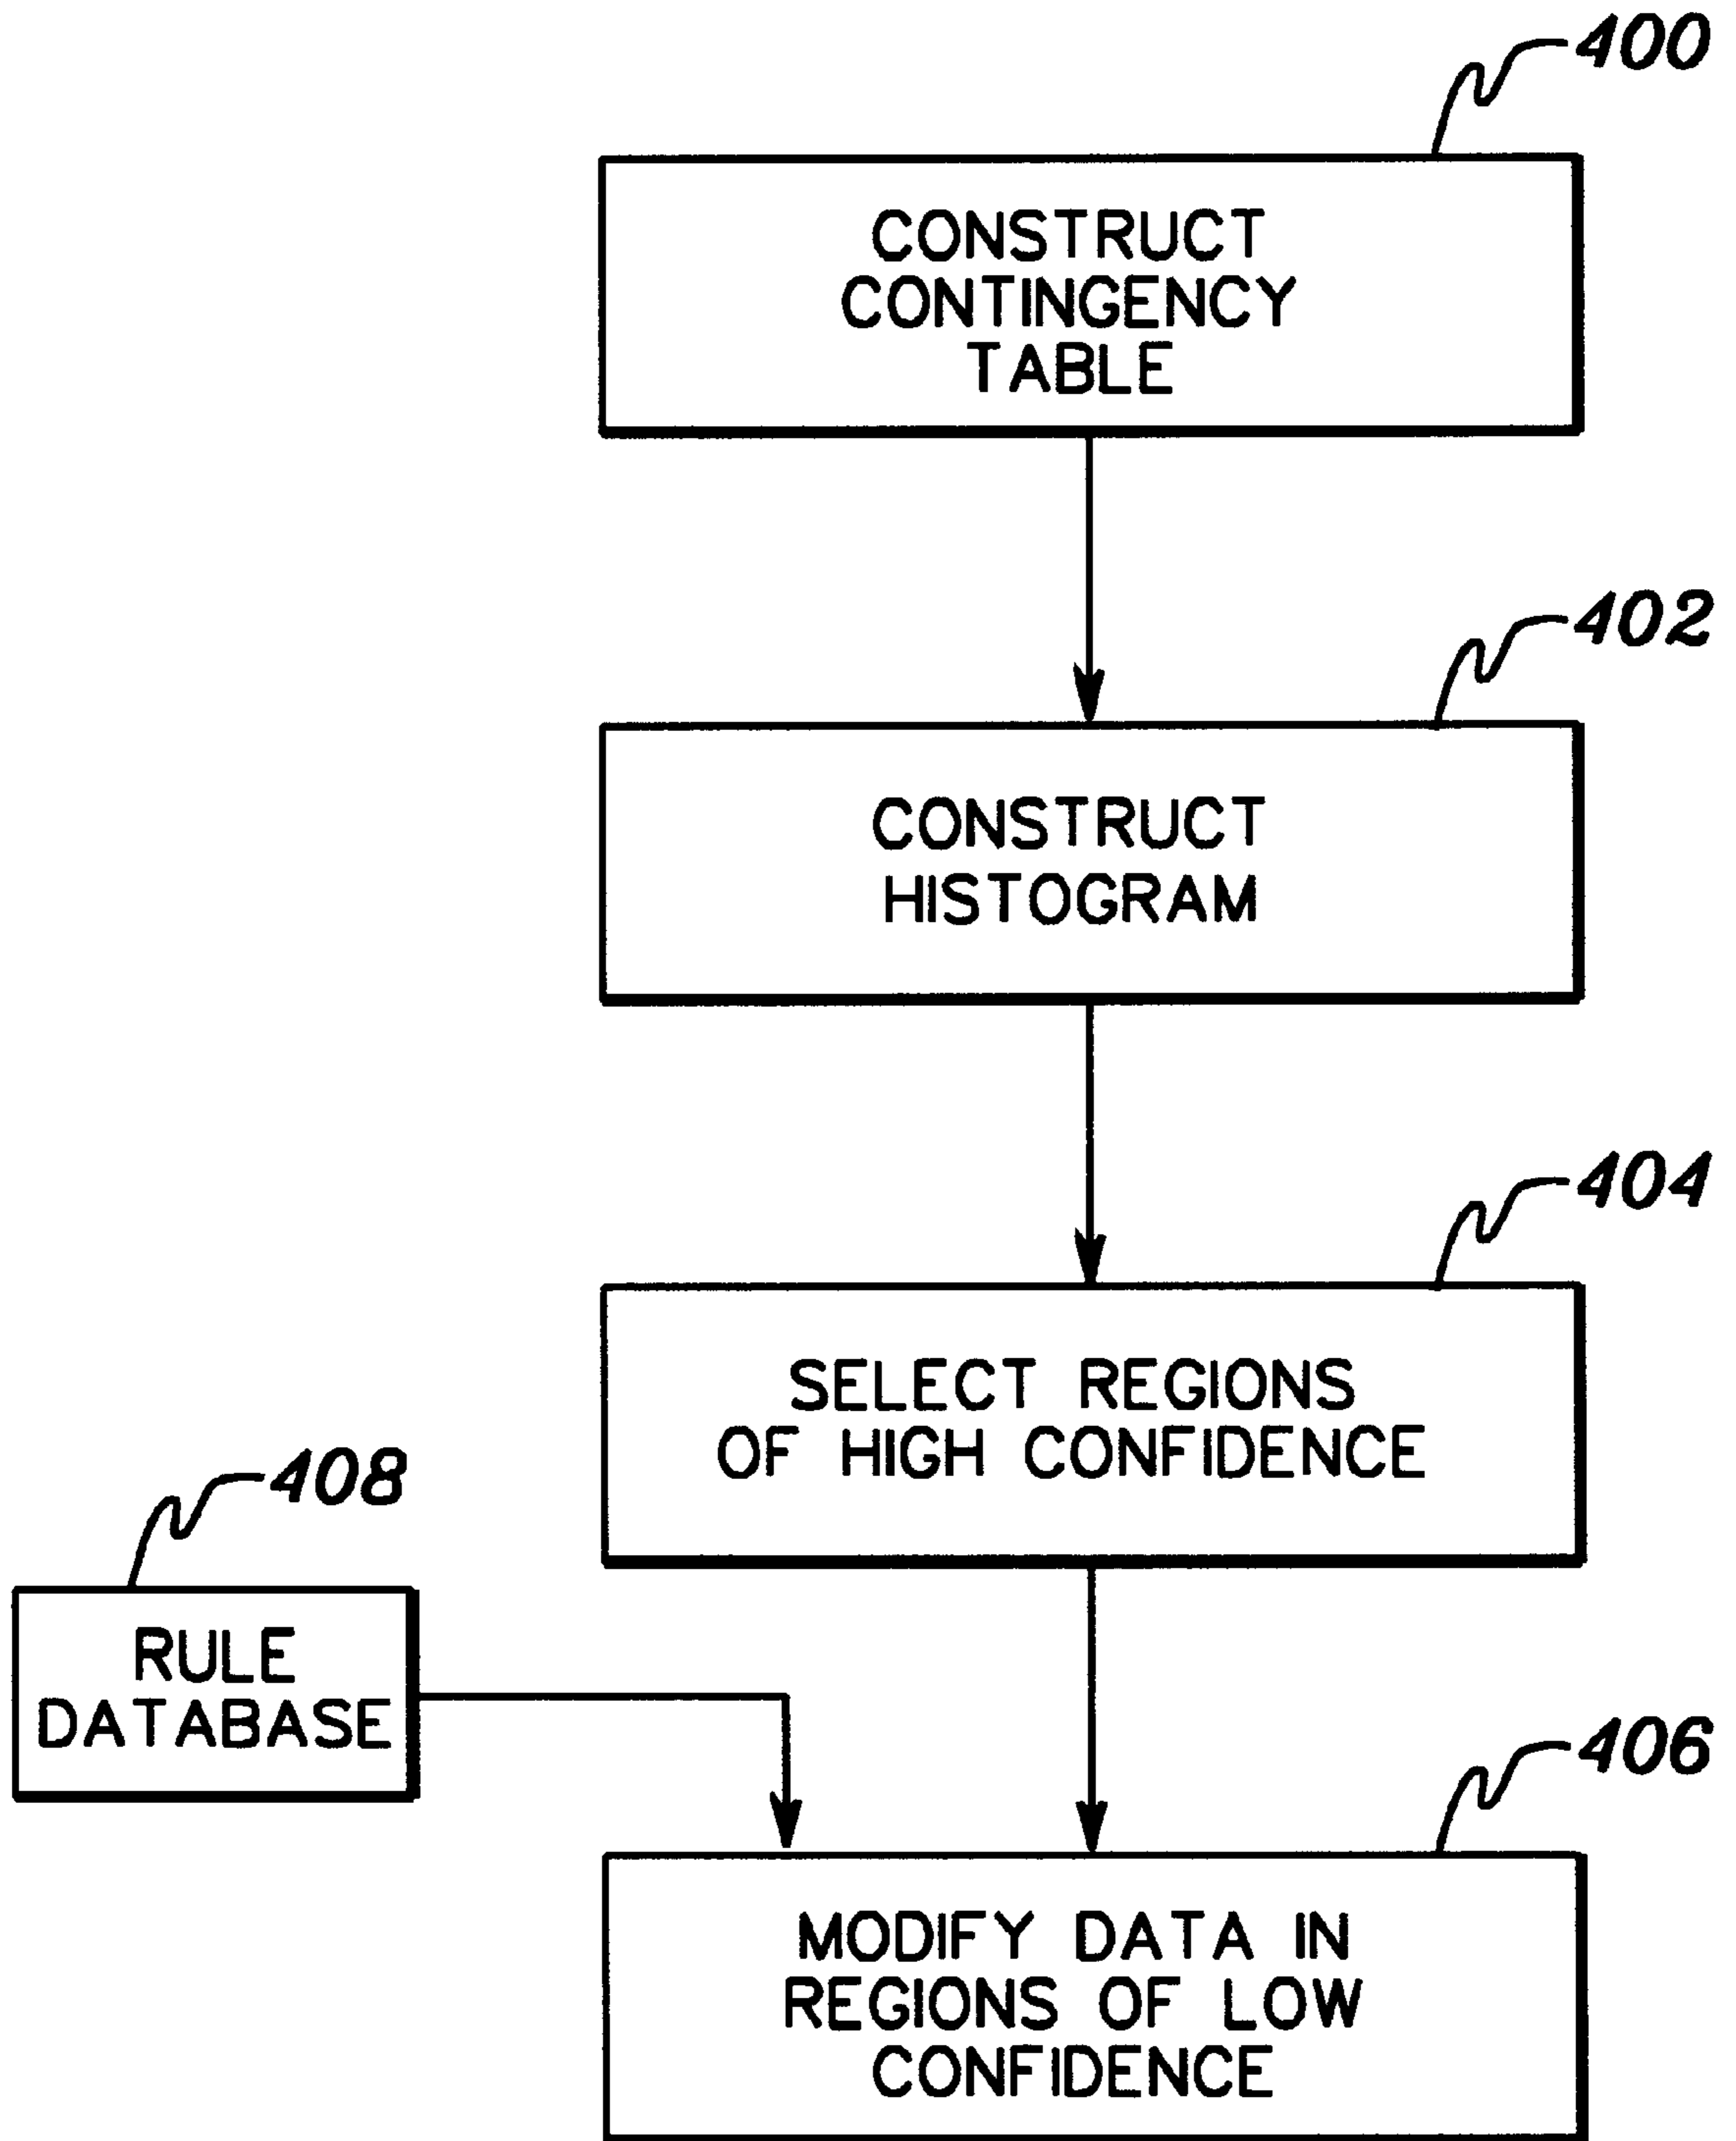 400
CONSTRUCT
CONTINGENCY
TABLE
402
CONSTRUCT
HISTOGRAM
404
SELECT REGIONS
OF HIGH CONFIDENCE
408
RULE
DATABASE
406
MODIFY DATA IN
REGIONS OF LOW
CONFIDENCE